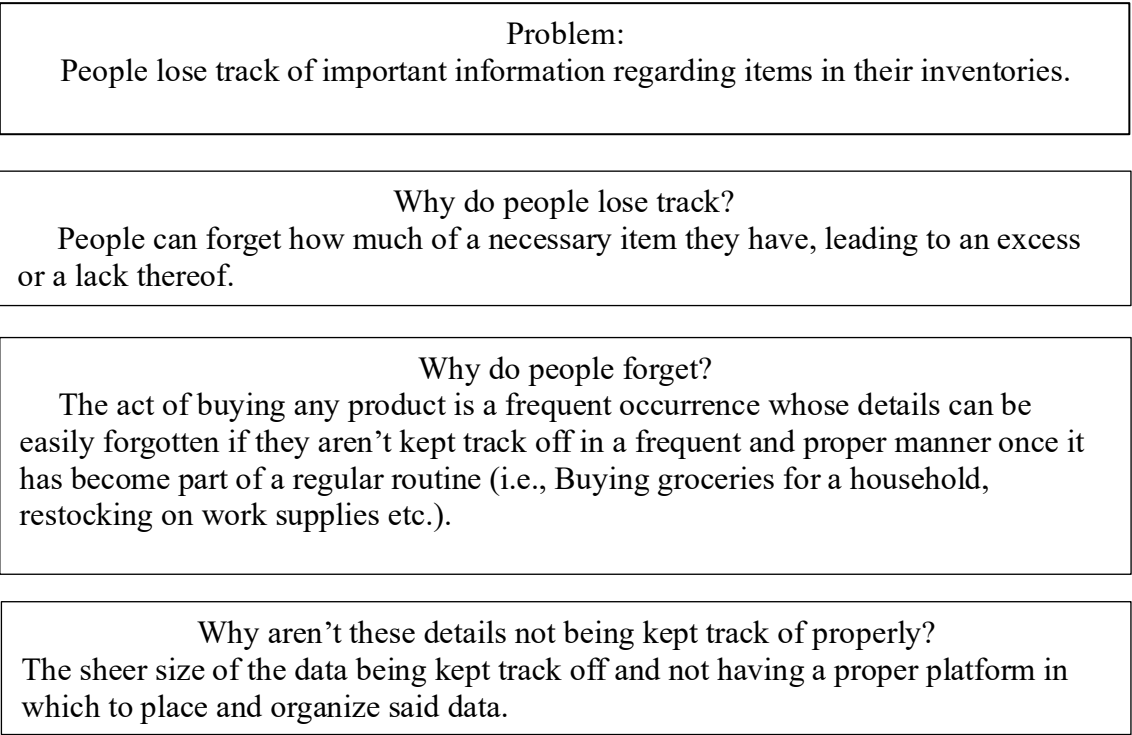 Problem:
People lose track of important information regarding items in their inventories.
Why do people lose track?
People can forget how much of a necessary item they have, leading to an excess
or a lack thereof.
Why do people forget?
The act of buying any product is a frequent occurrence whose details can be
easily forgotten if they aren’t kept track off in a frequent and proper manner once it
has become part of a regular routine (i.e., Buying groceries for a household,
restocking on work supplies etc.).
Why aren’t these details not being kept track of properly?
The sheer size of the data being kept track off and not having a proper platform in
which to place and organize said data.